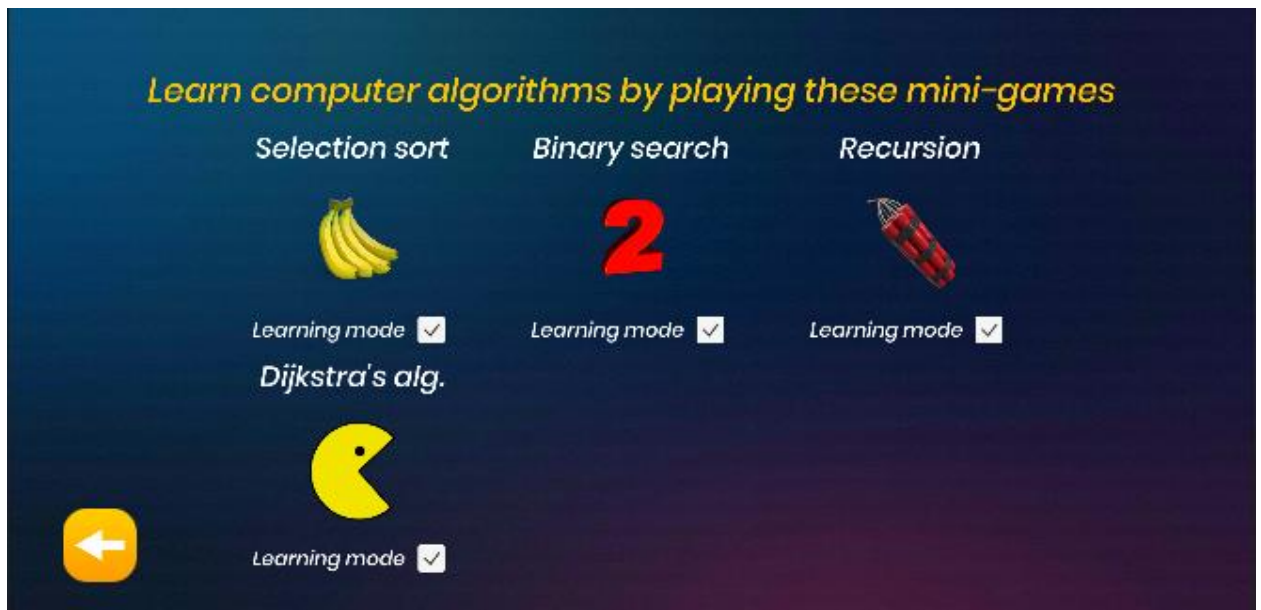 Learn computer algorithms by playing these mini-games
Selection sort Binary search Recursion
2
Learning mode Learning mode Learning mode
Dijkstra's alg.
Learning mode